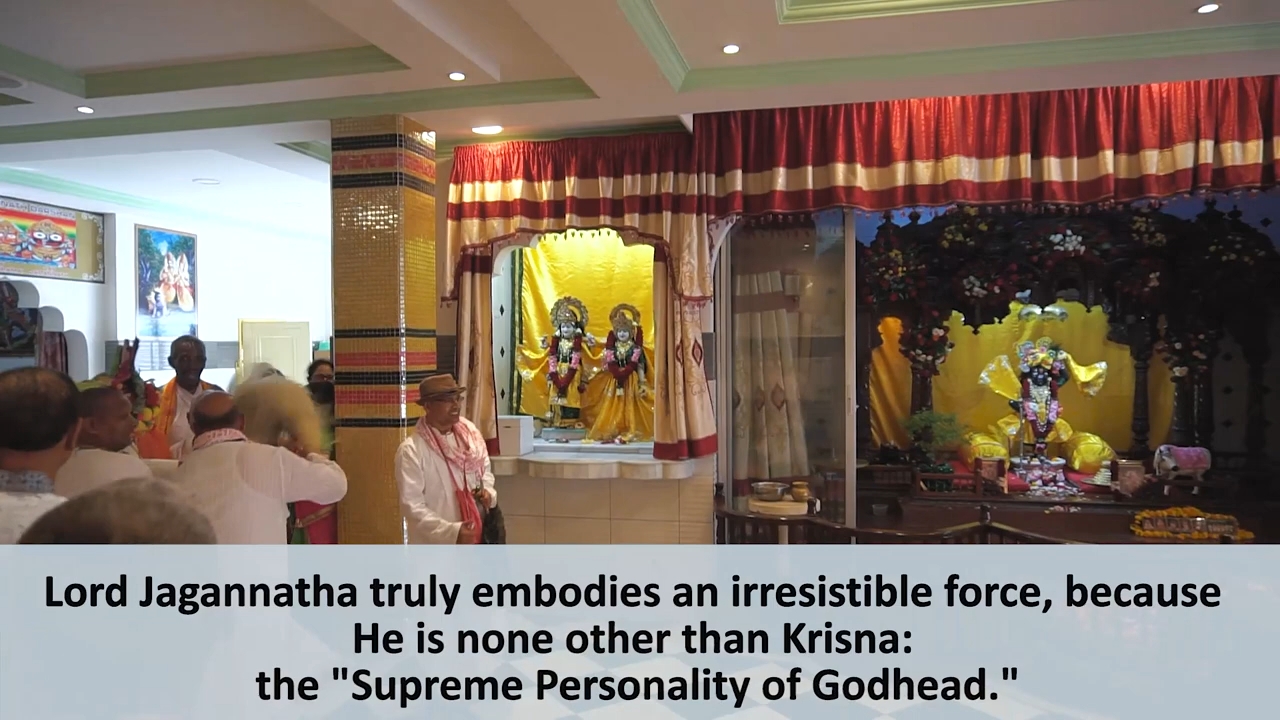 Lord Jagannatha truly embodies an irresistible force, because
He is none other than Krisna:
the "Supreme Personality of Godhead."